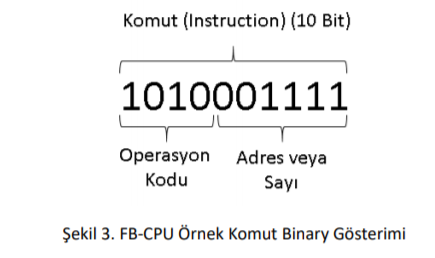 Komut (Instruction) (10 Bit)
1010001111
Operasyon Kodu
Adres veya Sayı
Şekil 3. FB-CPU Örnek Komut Binary Gösterimi